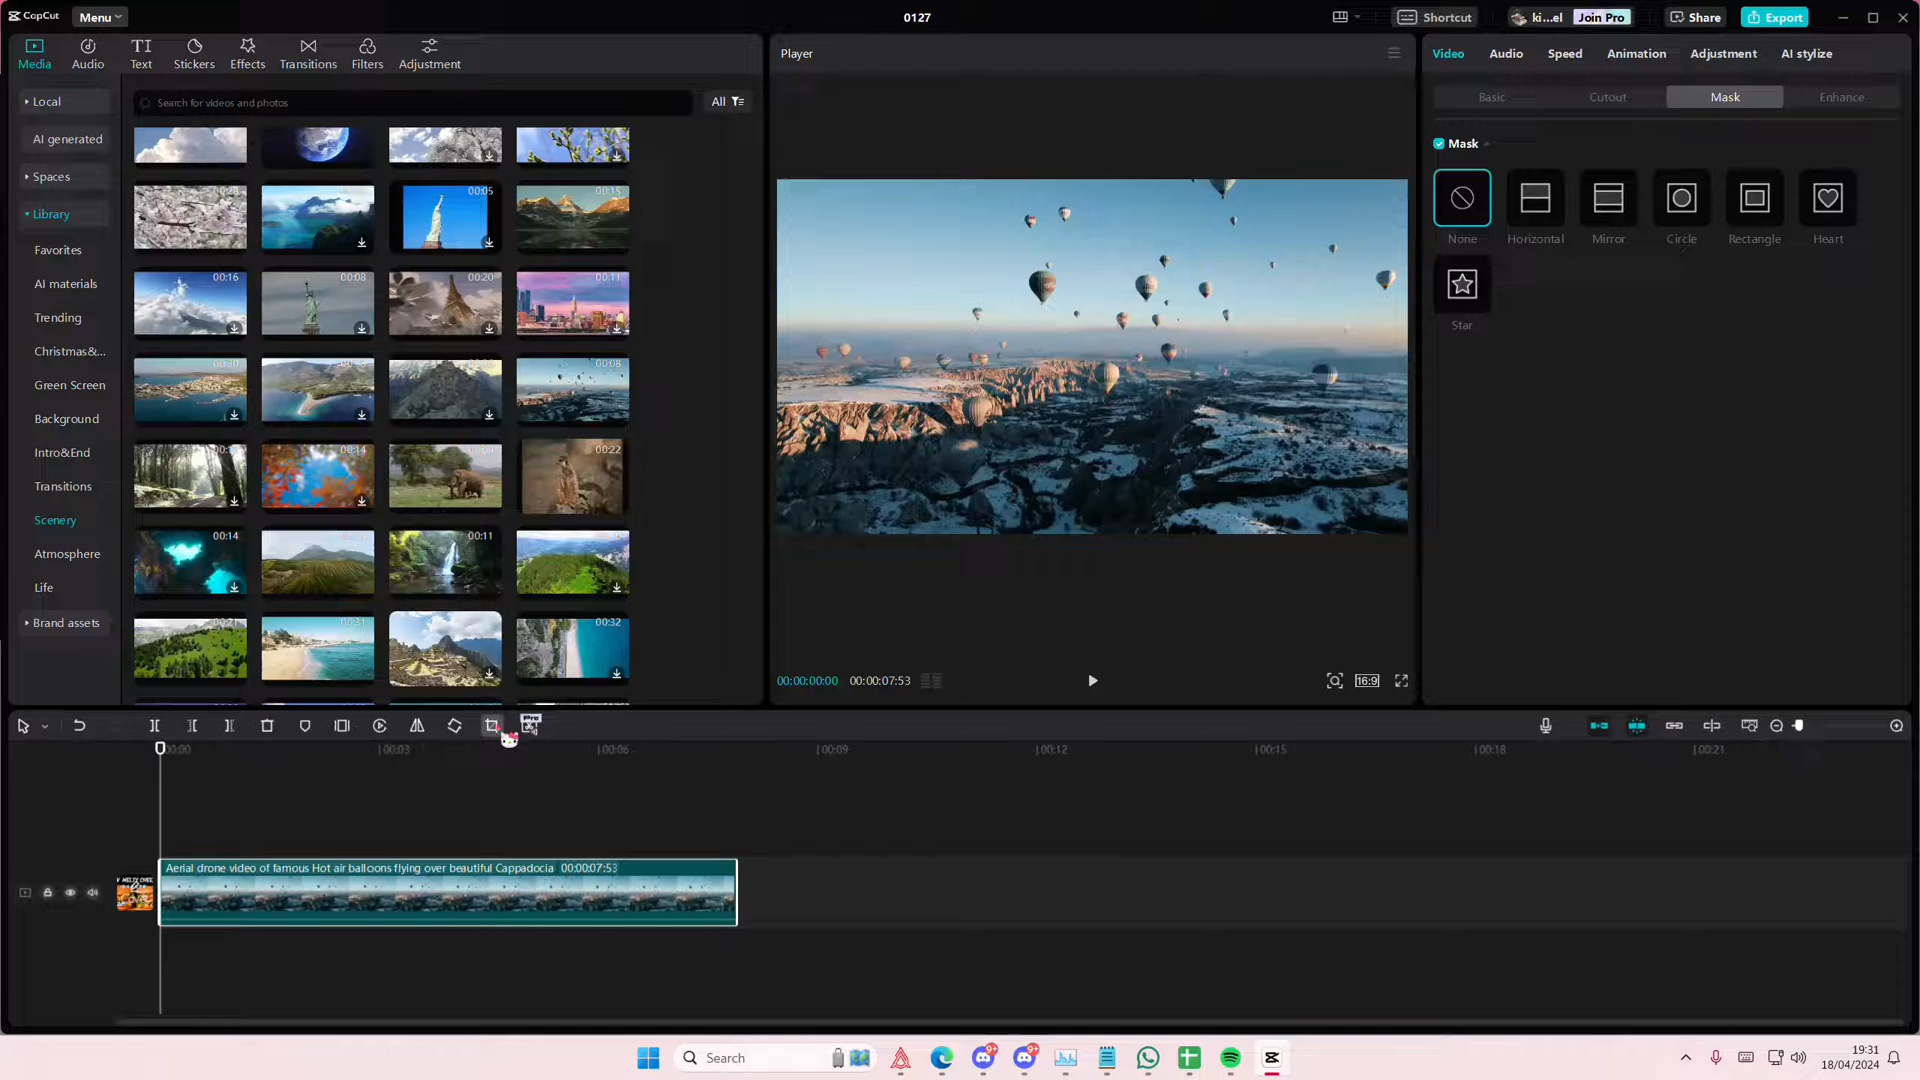 CapCut
Menu
0127
Shortcut
ki...el
Join Pro
Share
Export
Media
Audio
Text
Stickers
Effects
Transitions
Filters
Adjustment
Player
Video
Audio
Speed
Animation
Adjustment
AI stylize
Basic
Cutout
Mask
Enhance
Local
AI generated
Spaces
Library
Favorites
AI materials
Trending
Christmas&...
Green Screen
Background
Intro&End
Transitions
Scenery
Atmosphere
Life
Brand assets
Search for videos and photos
All
00:05
00:15
00:16
00:08
00:20
00:11
00:08
00:14
00:22
00:14
00:11
00:32
Mask
None
Horizontal
Mirror
Circle
Rectangle
Heart
Star
00:00:00:00
00:00:07:53
16:9
00:00
00:03
00:06
00:09
00:12
00:15
00:18
00:21
Aerial drone video of famous Hot air balloons flying over beautiful Cappadocia 00:00:07:53
Search
9+
9+
19:31
18/04/2024